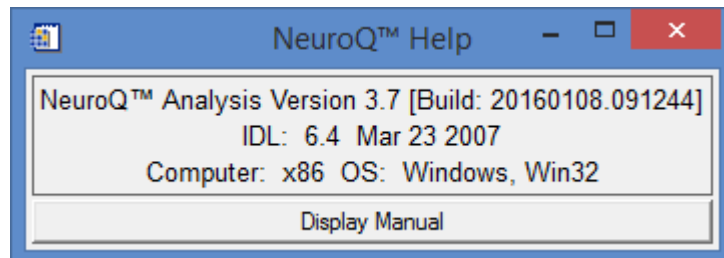 NeuroQ™ Help
NeuroQ™ Analysis Version 3.7 [Build: 20160108.091244]
IDL: 6.4 Mar 23 2007
Computer: x86 OS: Windows, Win32
Display Manual